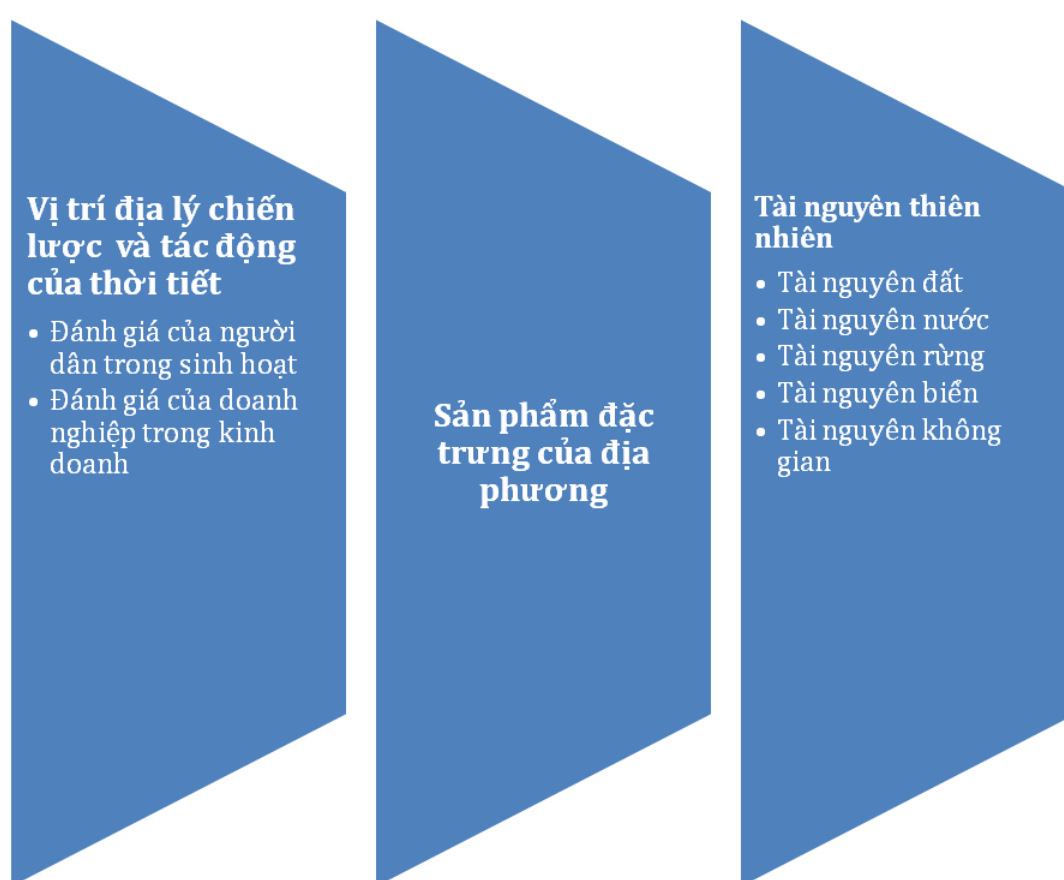 Vị trí địa lý chiến
lược và tác động
của thời tiết
• Đánh giá của người
dân trong sinh hoạt
• Đánh giá của doanh
nghiệp trong kinh
doanh
Sản phẩm đặc
trưng của địa
phương
Tài nguyên thiên
nhiên
• Tài nguyên đất
• Tài nguyên nước
• Tài nguyên rừng
• Tài nguyên biển
• Tài nguyên không
gian